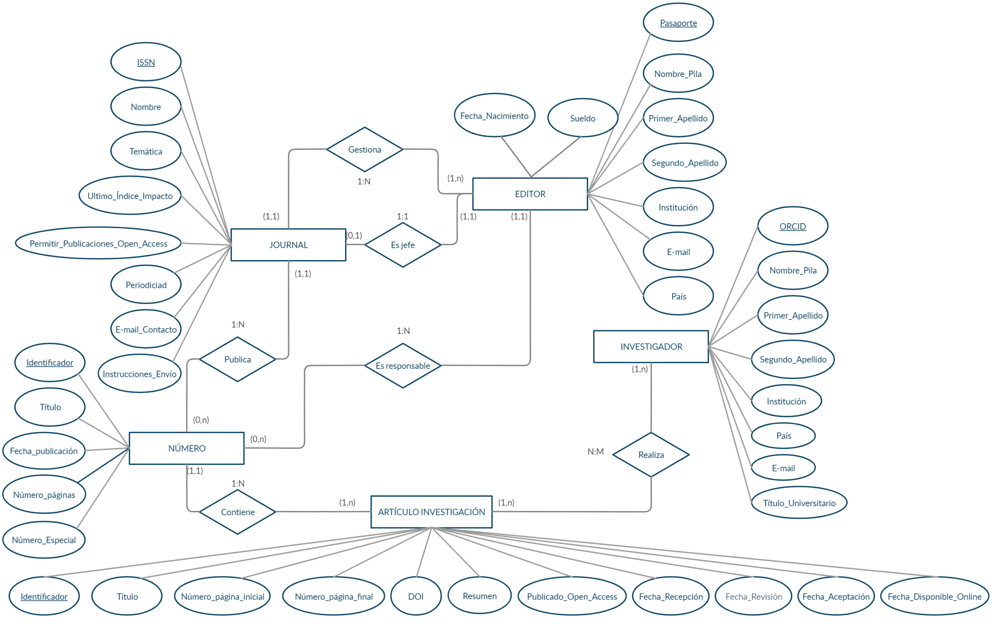 Pasaporte
ISSN
Nombre_Pila
Nombre
Fecha_Nacimiento
Sueldo
Primer_Apellido
Temática
Gestiona
Segundo_Apellido
1:N
(1,n)
Ultimo_Índice_Impacto
EDITOR
Institución
(1,1)
1:1
(1,1)
(1,1)
ORCID
(0,1)
Permitir_Publicaciones_Open_Access
JOURNAL
Es jefe
E-mail
(1,1)
Nombre_Pila
Periodiciad
País
Primer_Apellido
1:N
E-mail_Contacto
1:N
INVESTIGADOR
Identificador
Publica
Segundo_Apellido
Instrucciones_Envío
Es responsable
(1,n)
Título
Institución
(0,n)
(0,n)
País
Fecha_publicación
NÚMERO
N:M
Realiza
(1,1)
E-mail
1:N
Número_páginas
(1,n)
(1,n)
Título_Universitario
Contiene
ARTÍCULO INVESTIGACIÓN
Número_Especial
Identificador
Título
Número_página_inicial
Número_página_final
DOI
Resumen
Publicado_Open_Access
Fecha_Recepción
Fecha_Revisión
Fecha_Aceptación
Fecha_Disponible_Online